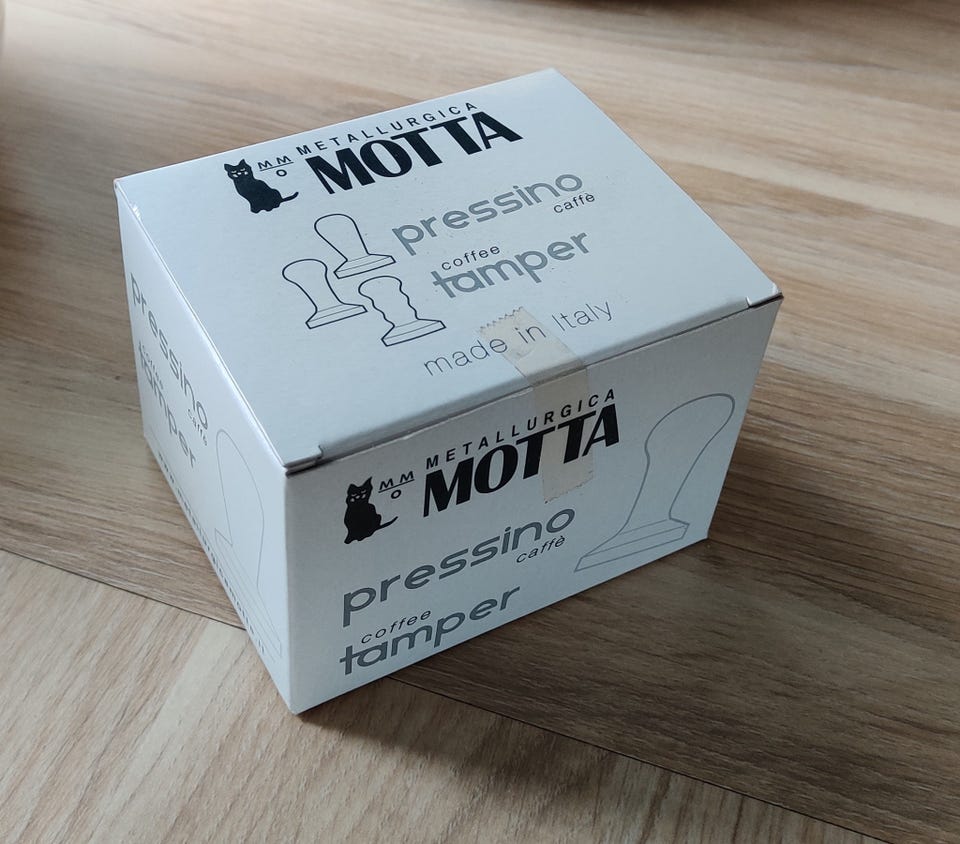 MM METALLURGICA
O MOTTA
pressino
caffè
coffee
tamper
made in Italy
MM METALLURGICA
O MOTTA
pressino
caffè
coffee
tamper
pressino
caffè
coffee
tamper